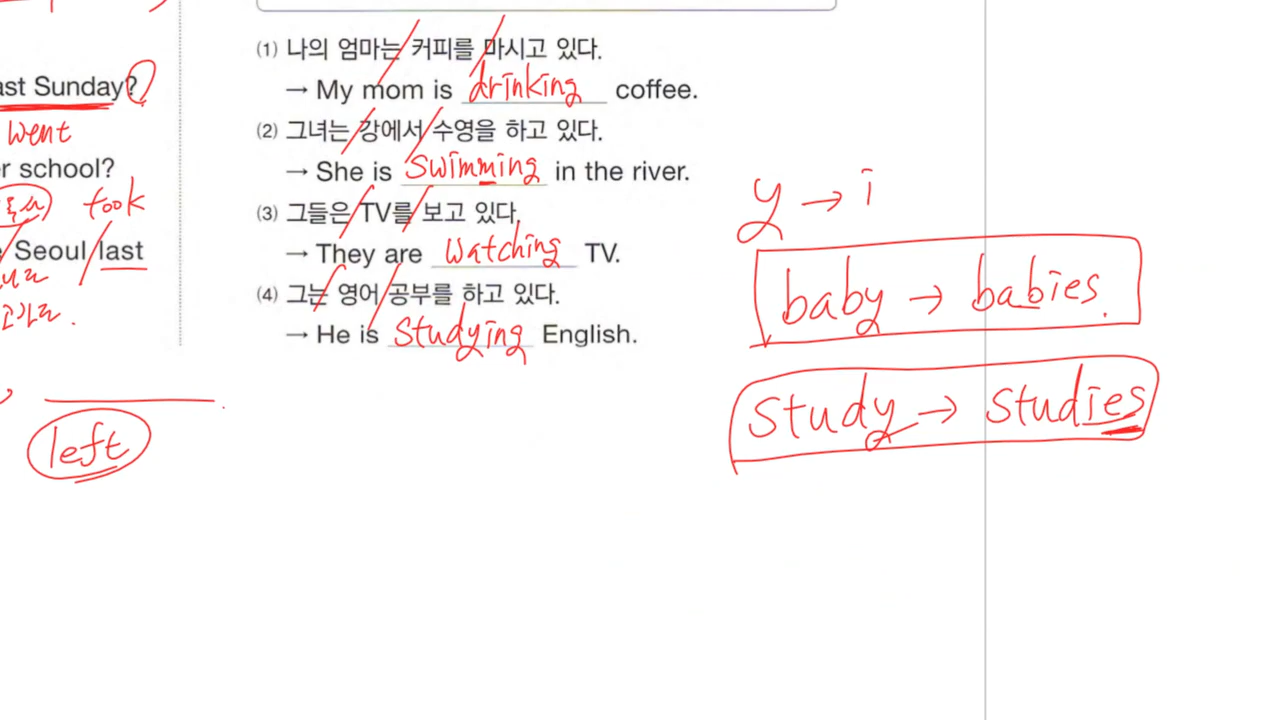 ast Sunday?
went
er school?
took
Seoul last
left
(1) 나의 엄마는 커피를 마시고 있다.
→ My mom is drinking coffee.
(2) 그녀는 강에서 수영을 하고 있다.
→ She is swimming in the river.
(3) 그들은 TV를 보고 있다.
→ They are watching TV.
(4) 그는 영어 공부를 하고 있다.
→ He is studying English.
y → i
baby → babies.
study → studies